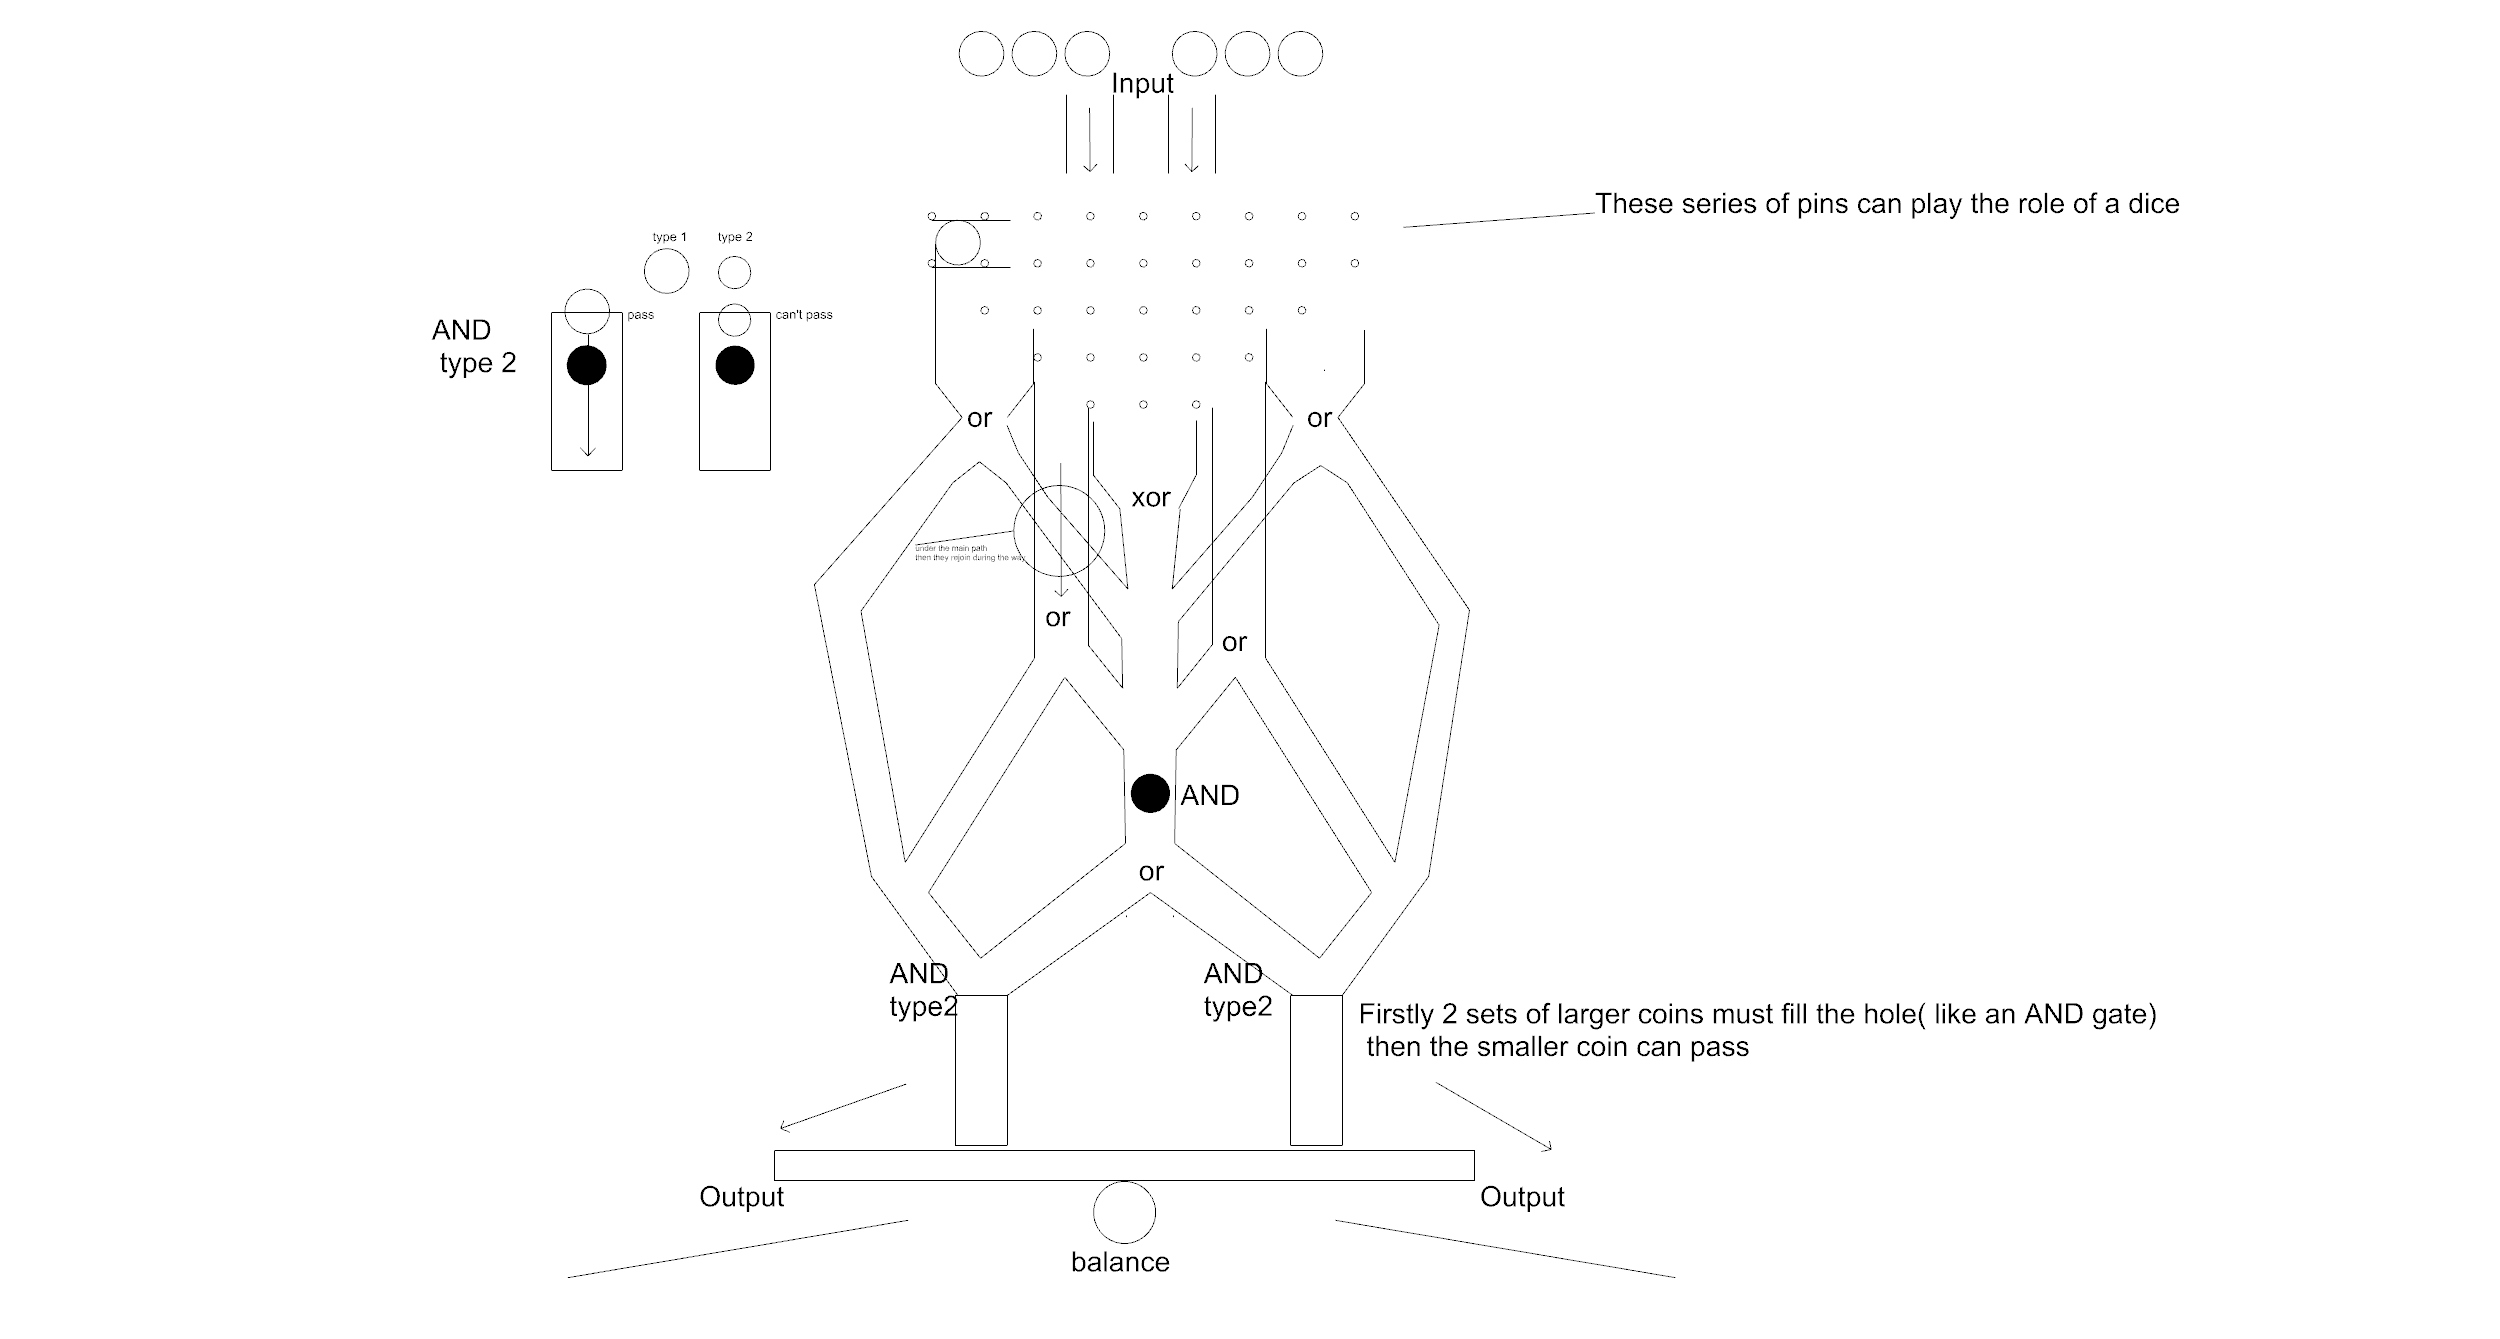 Input
These series of pins can play the role of a dice
type 1
type 2
pass
can't pass
AND
type 2
or
or
xor
under the main path
then they rejoin during the way
or
or
AND
or
AND
type2
AND
type2
Firstly 2 sets of larger coins must fill the hole( like an AND gate)
then the smaller coin can pass
Output
Output
balance